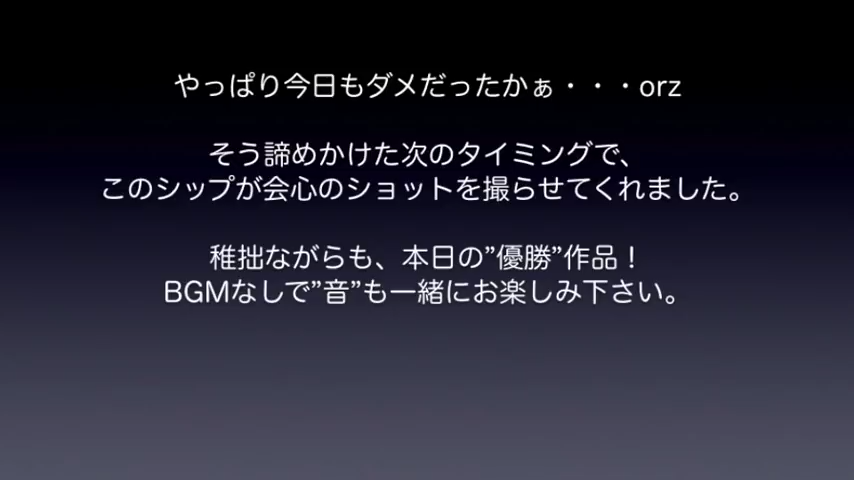 やっぱり今日もダメだったかぁ・・・orz
そう諦めかけた次のタイミングで、
このシップが会心のショットを撮らせてくれました。
稚拙ながらも、本日の”優勝”作品！
BGMなしで”音”も一緒にお楽しみ下さい。